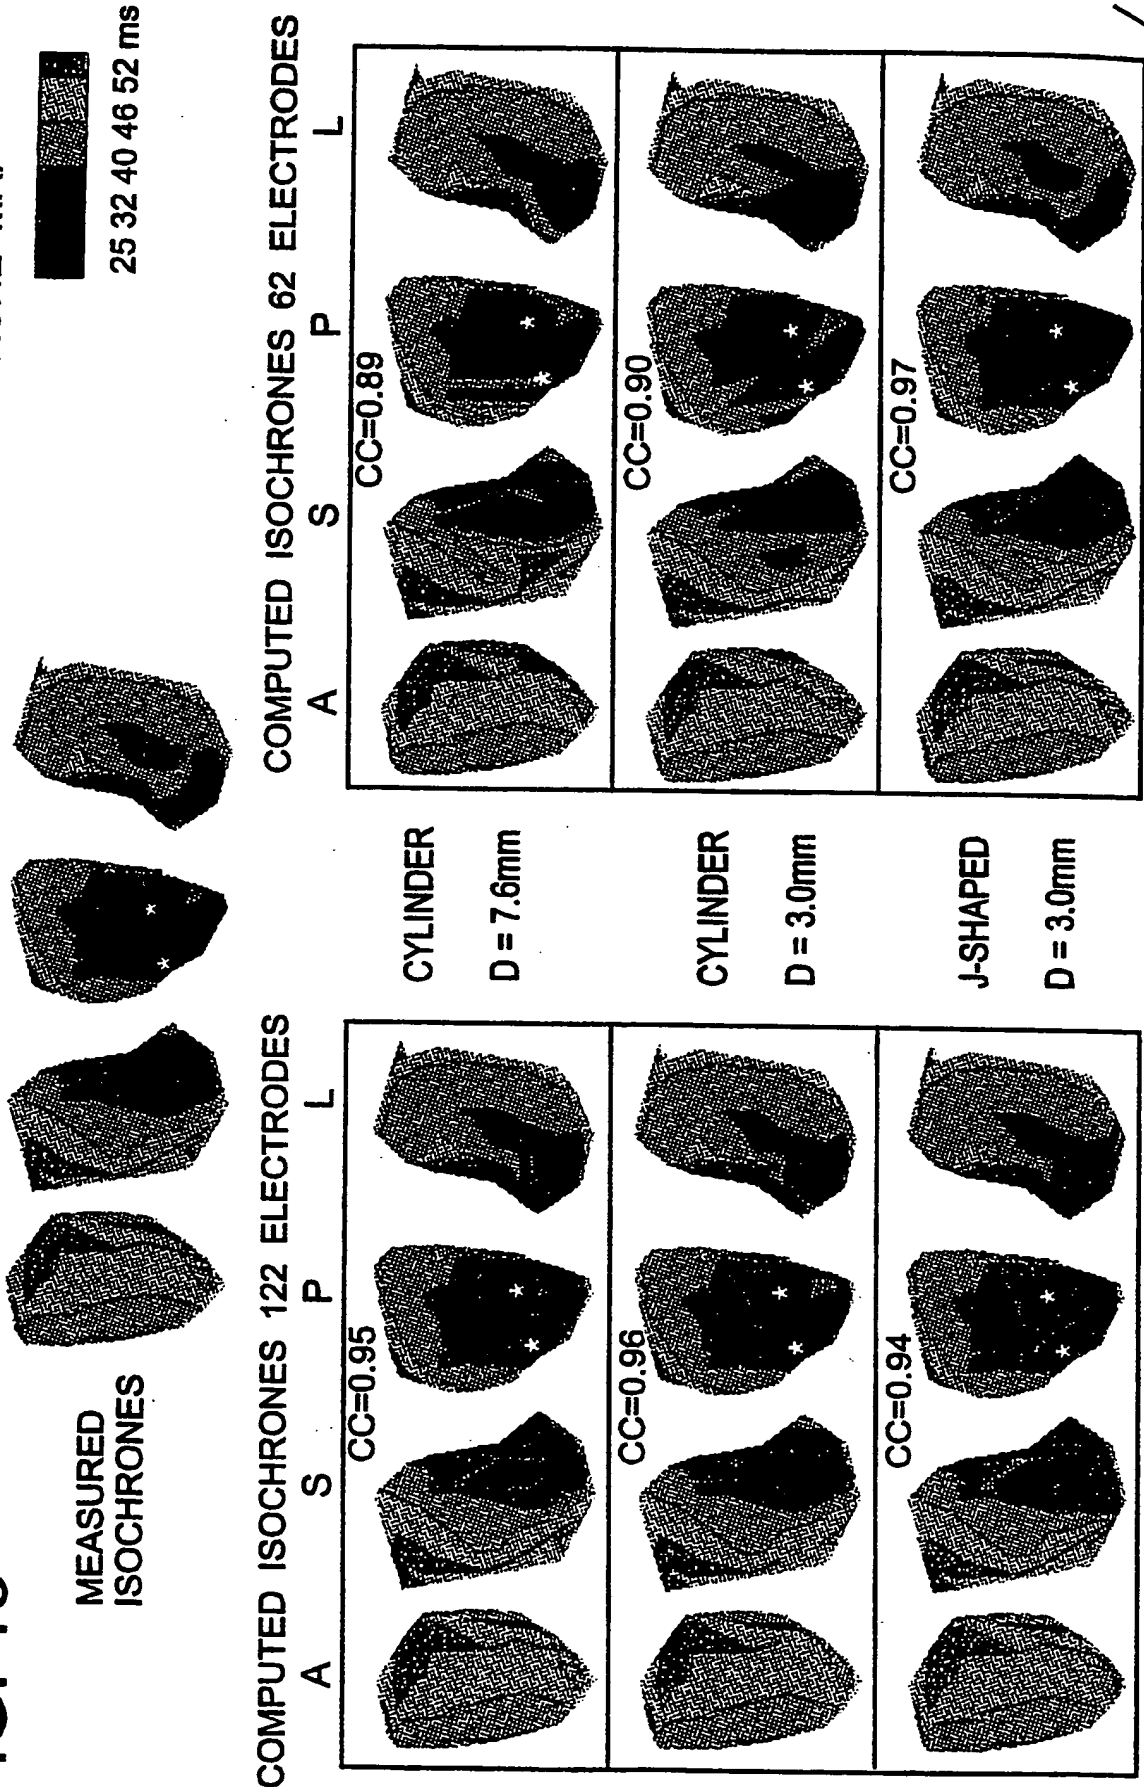 MEASURED
ISOCHRONES
25 32 40 46 52 ms
COMPUTED ISOCHRONES 122 ELECTRODES
A S P L
CC=0.95
CC=0.96
CC=0.94
CYLINDER
D = 7.6mm
CYLINDER
D = 3.0mm
J-SHAPED
D = 3.0mm
COMPUTED ISOCHRONES 62 ELECTRODES
A S P L
CC=0.89
CC=0.90
CC=0.97